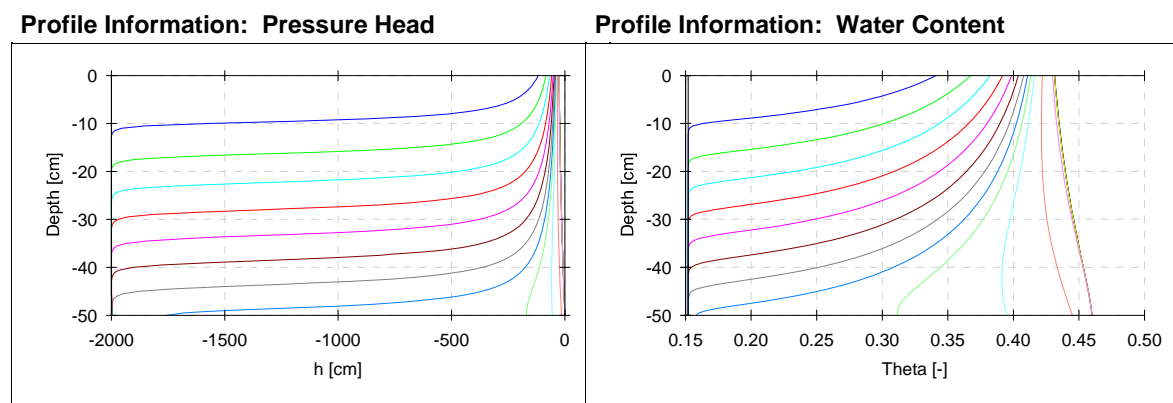 Profile Information: Pressure Head
0
-10
-20
-30
-40
-50
-2000 -1500 -1000 -500 0
Depth [cm]
h [cm]
Profile Information: Water Content
0
-10
-20
-30
-40
-50
0.15 0.20 0.25 0.30 0.35 0.40 0.45 0.50
Depth [cm]
Theta [-]